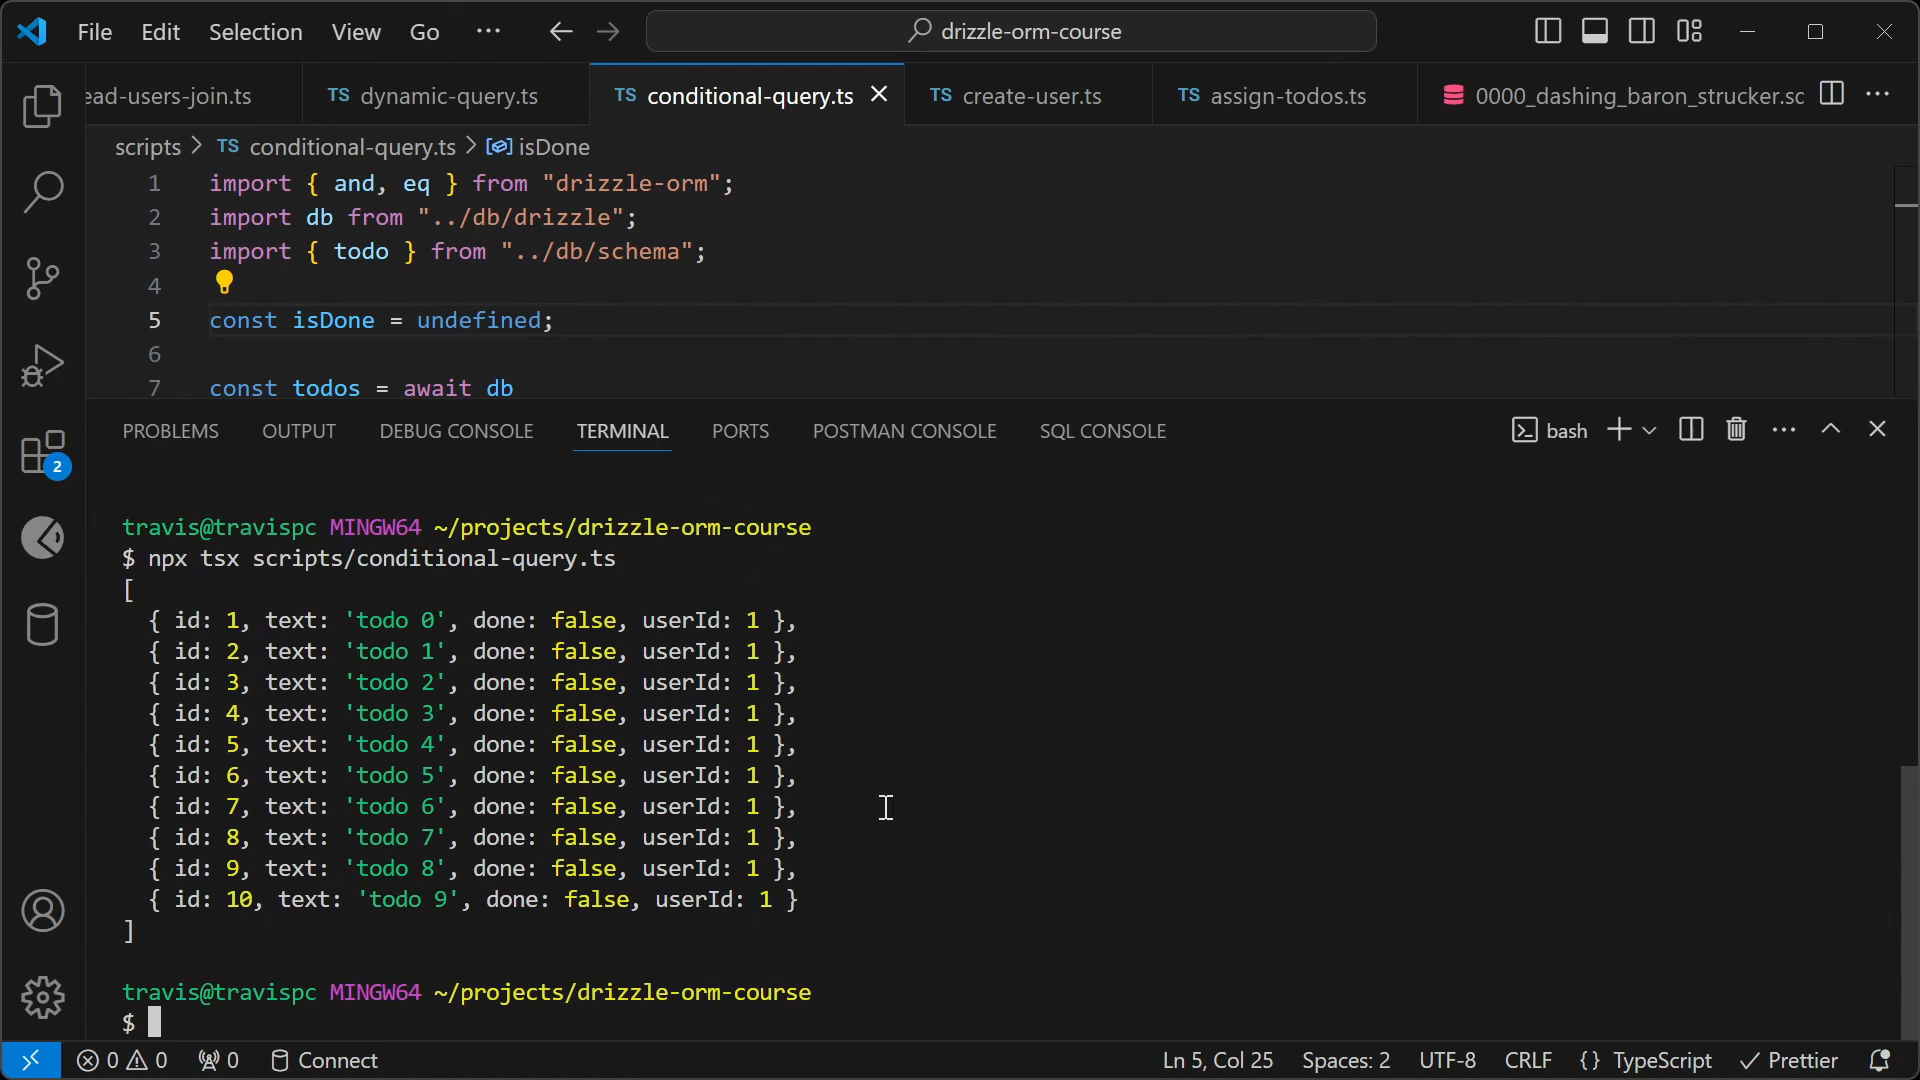 File Edit Selection View Go ··· drizzle-orm-course
ead-users-join.ts TS dynamic-query.ts TS conditional-query.ts TS create-user.ts TS assign-todos.ts 0000_dashing_baron_strucker.sc
scripts > TS conditional-query.ts > isDone
1 import { and, eq } from "drizzle-orm";
2 import db from "../db/drizzle";
3 import { todo } from "../db/schema";
4
5 const isDone = undefined;
6
7 const todos = await db
PROBLEMS OUTPUT DEBUG CONSOLE TERMINAL PORTS POSTMAN CONSOLE SQL CONSOLE bash
2
travis@travispc MINGW64 ~/projects/drizzle-orm-course
$ npx tsx scripts/conditional-query.ts
[
{ id: 1, text: 'todo 0', done: false, userId: 1 },
{ id: 2, text: 'todo 1', done: false, userId: 1 },
{ id: 3, text: 'todo 2', done: false, userId: 1 },
{ id: 4, text: 'todo 3', done: false, userId: 1 },
{ id: 5, text: 'todo 4', done: false, userId: 1 },
{ id: 6, text: 'todo 5', done: false, userId: 1 },
{ id: 7, text: 'todo 6', done: false, userId: 1 },
{ id: 8, text: 'todo 7', done: false, userId: 1 },
{ id: 9, text: 'todo 8', done: false, userId: 1 },
{ id: 10, text: 'todo 9', done: false, userId: 1 }
]
travis@travispc MINGW64 ~/projects/drizzle-orm-course
$
0 0 0 Connect Ln 5, Col 25 Spaces: 2 UTF-8 CRLF {} TypeScript Prettier